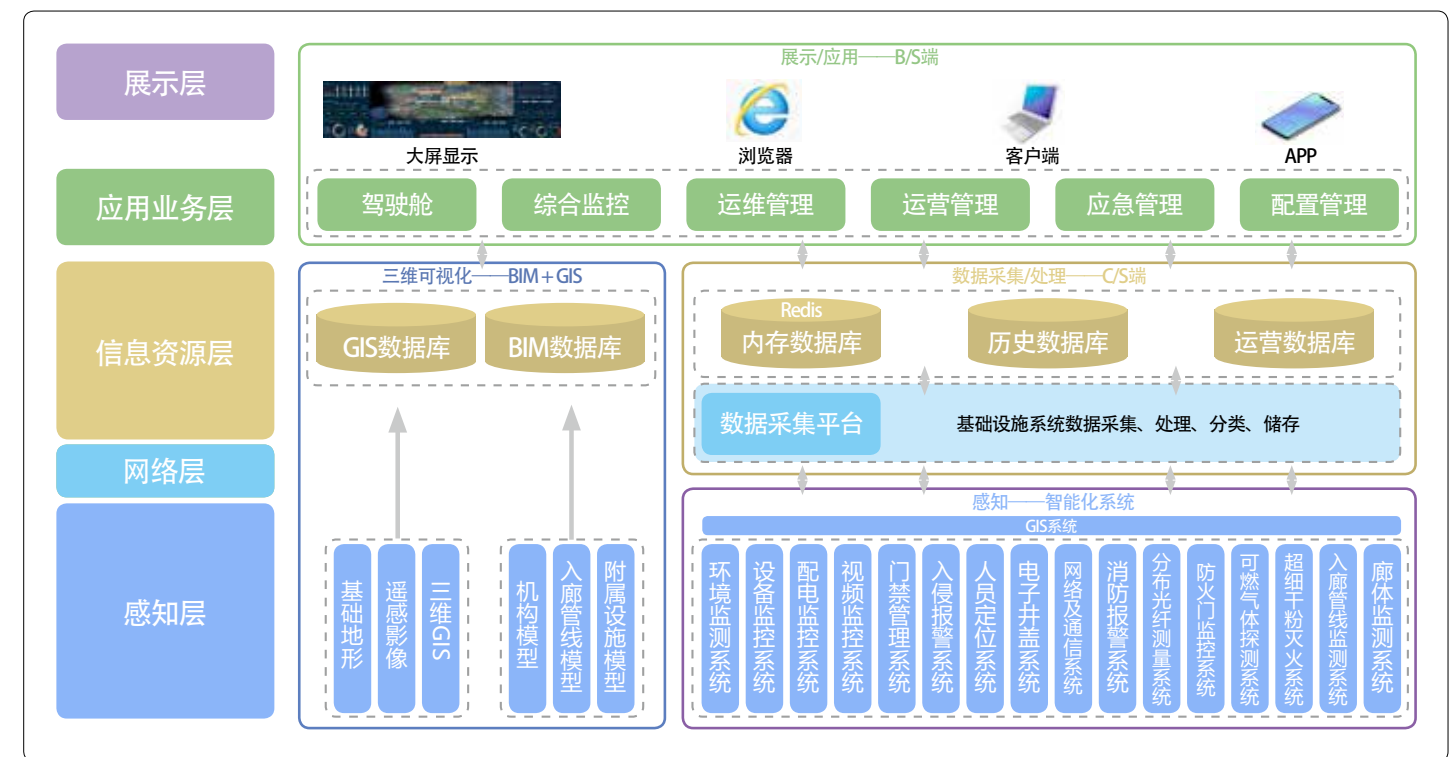 展示层
展示/应用——B/S端
大屏显示
浏览器
客户端
APP
应用业务层
驾驶舱
综合监控
运维管理
运营管理
应急管理
配置管理
信息资源层
三维可视化——BIM+GIS
GIS数据库
BIM数据库
数据采集/处理——C/S端
Redis
内存数据库
历史数据库
运营数据库
数据采集平台
基础设施系统数据采集、处理、分类、储存
网络层
感知层
基础地形
遥感影像
三维GIS
机构模型
入廊管线模型
附属设施模型
感知——智能化系统
GIS系统
环境监测系统
设备监控系统
配电监控系统
视频监控系统
门禁管理系统
入侵报警系统
人员定位系统
电子井盖系统
网络及通信系统
消防报警系统
分布光纤测量系统
防火门监控系统
可燃气体探测系统
超细干粉灭火系统
入廊管线监测系统
廊体监测系统